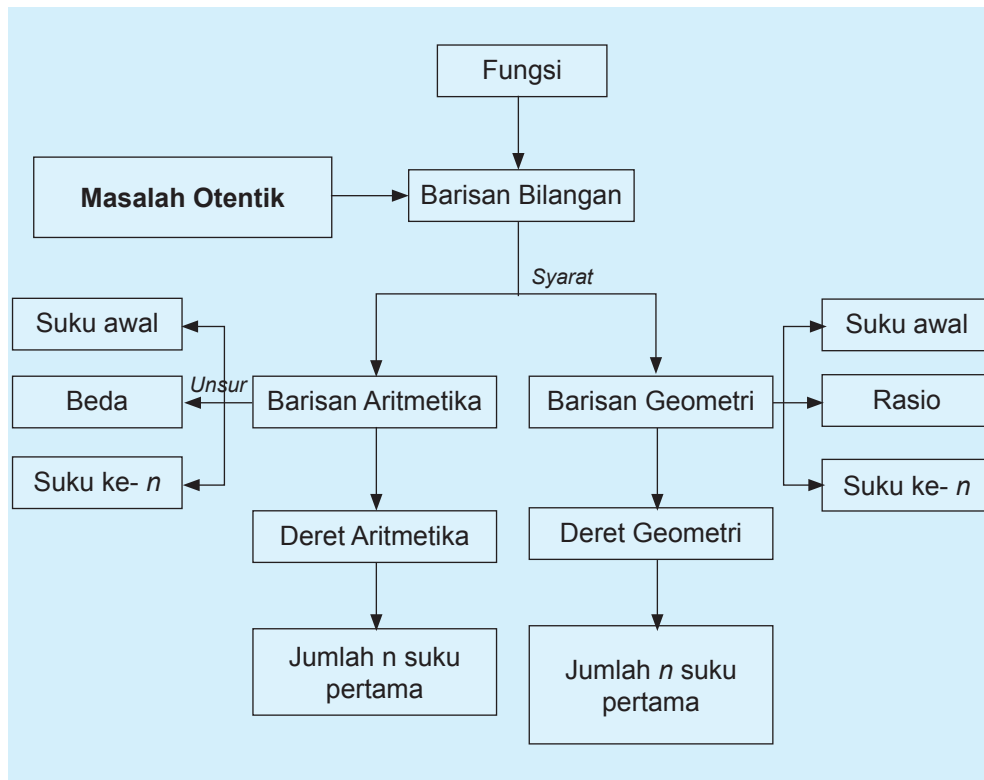 Fungsi
Masalah Otentik
Barisan Bilangan
Syarat
Suku awal
Suku awal
Beda
Unsur
Barisan Aritmetika
Barisan Geometri
Rasio
Suku ke- n
Suku ke- n
Deret Aritmetika
Deret Geometri
Jumlah n suku
pertama
Jumlah n suku
pertama